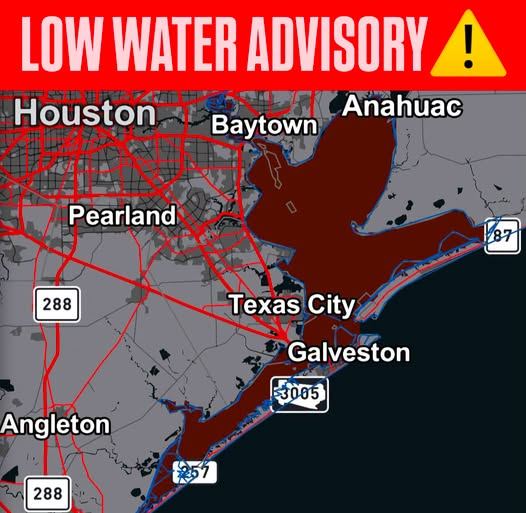 LOW WATER ADVISORY
Houston
Anahuac
Baytown
Pearland
87
288
Texas City
Galveston
3005
Angleton
257
288